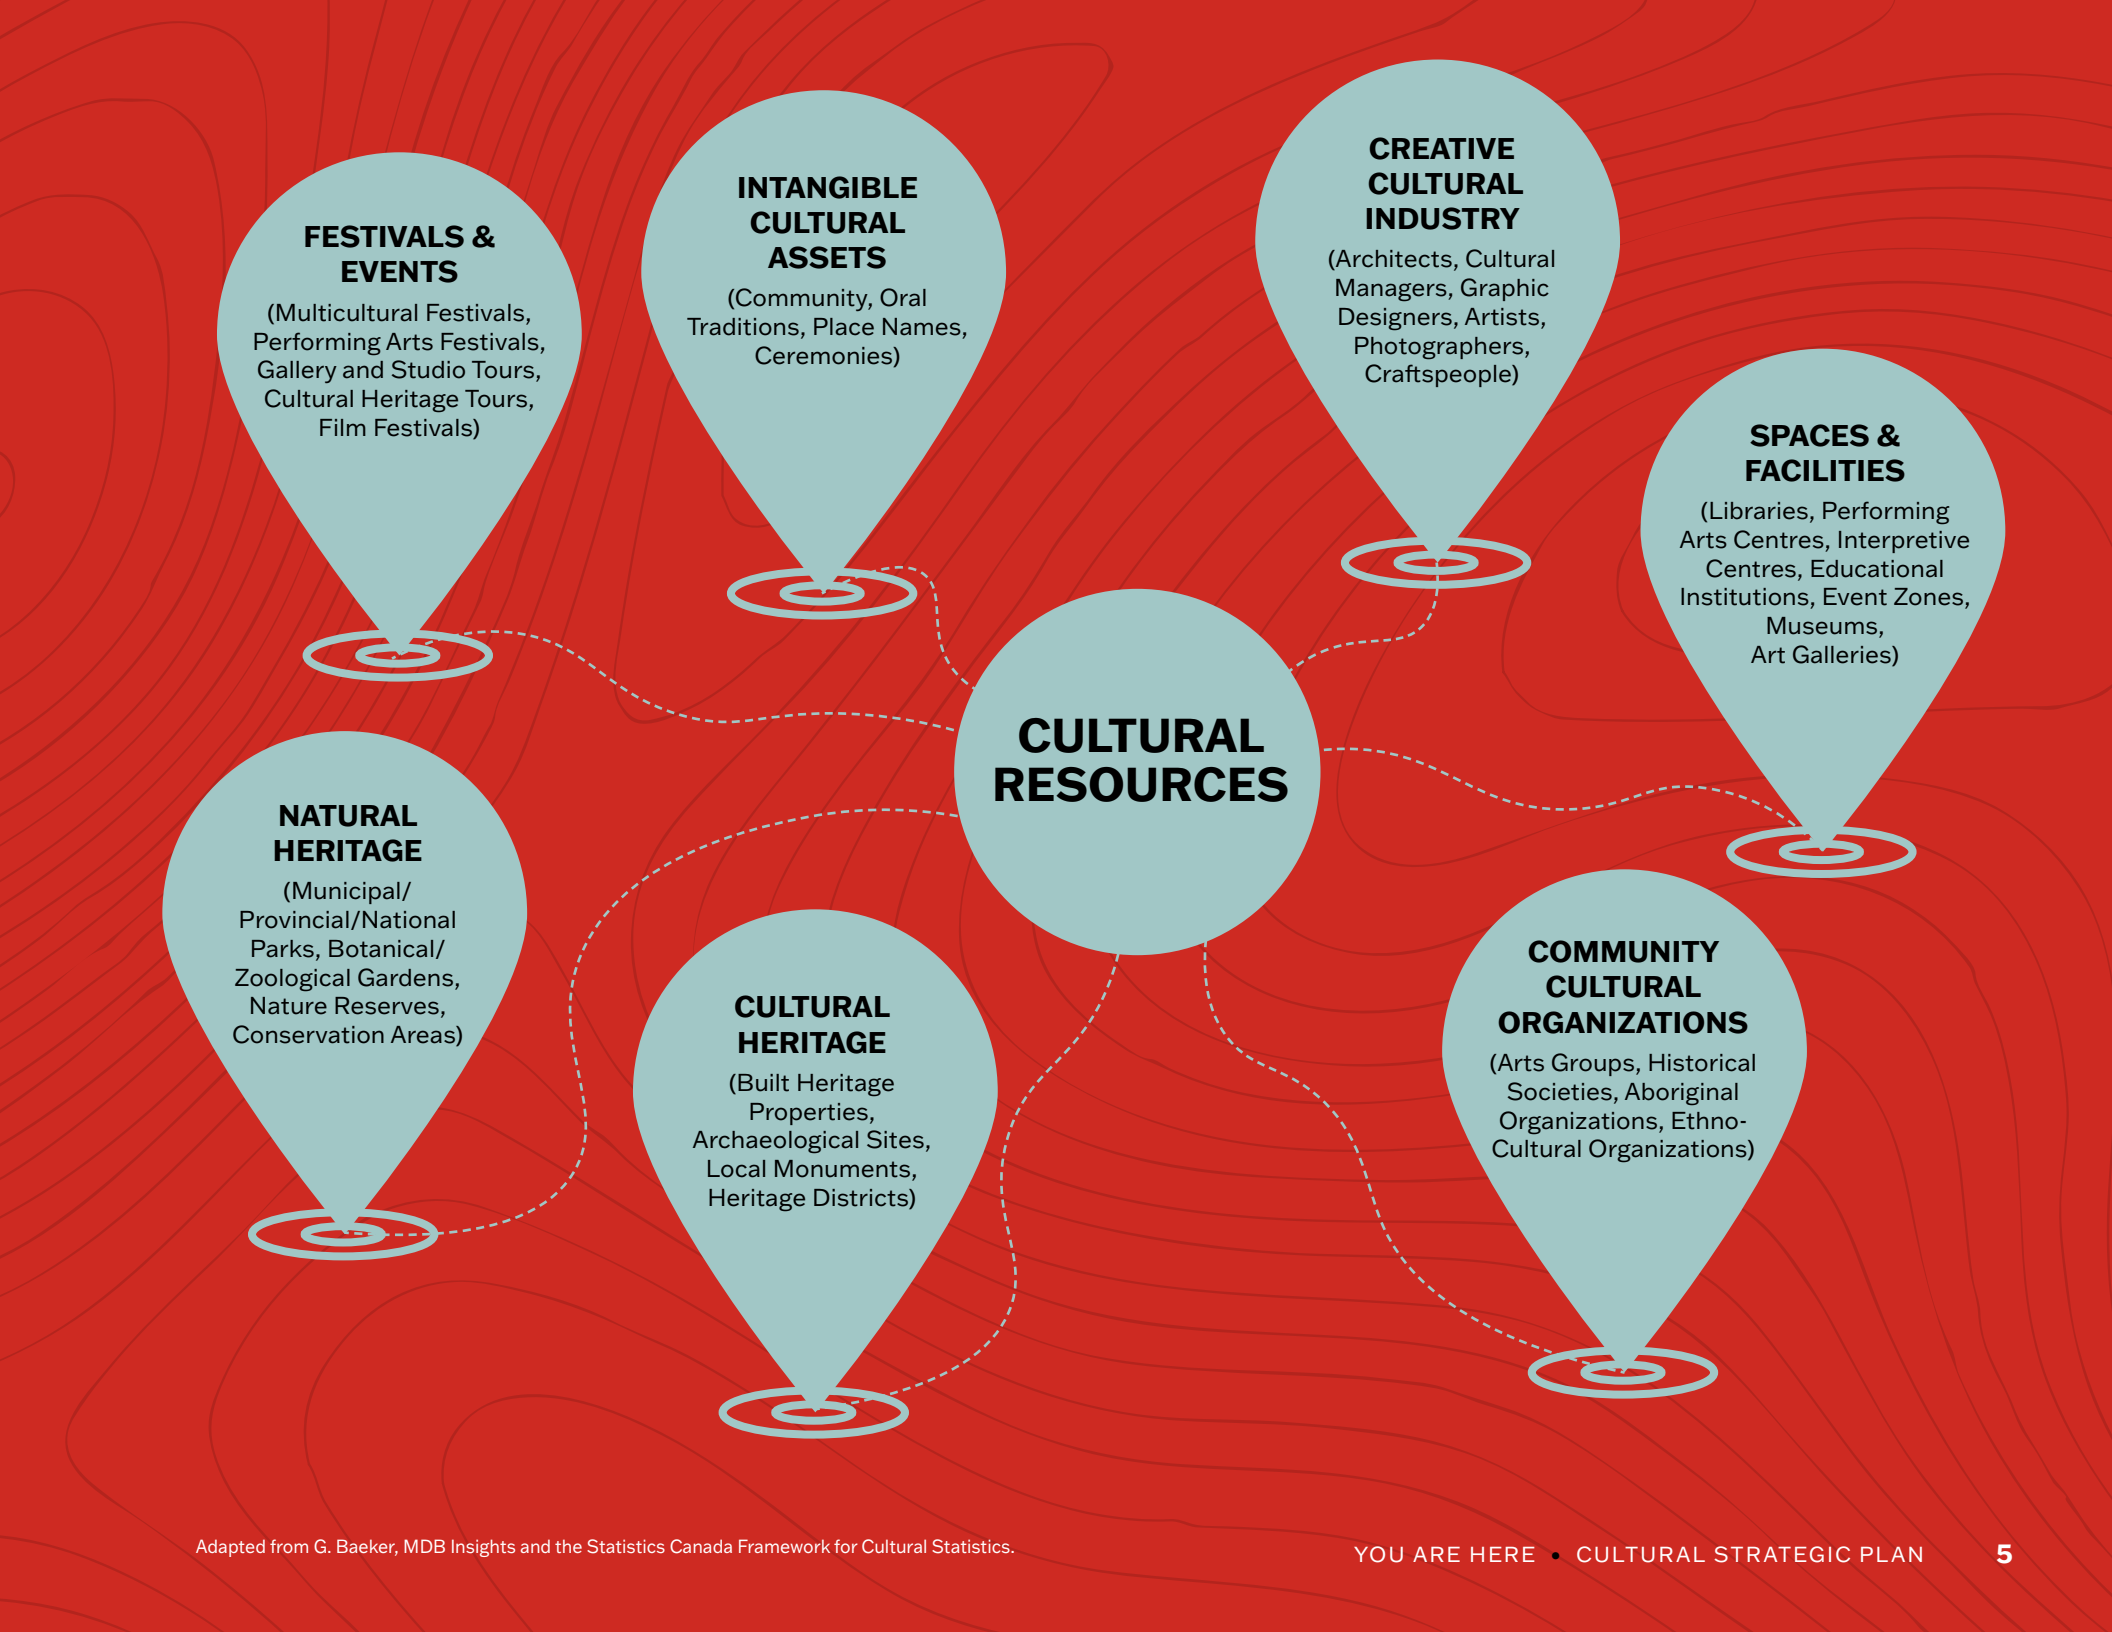 FESTIVALS &
EVENTS
(Multicultural Festivals,
Performing Arts Festivals,
Gallery and Studio Tours,
Cultural Heritage Tours,
Film Festivals)
INTANGIBLE
CULTURAL
ASSETS
(Community, Oral
Traditions, Place Names,
Ceremonies)
CREATIVE
CULTURAL
INDUSTRY
(Architects, Cultural
Managers, Graphic
Designers, Artists,
Photographers,
Craftspeople)
SPACES &
FACILITIES
(Libraries, Performing
Arts Centres, Interpretive
Centres, Educational
Institutions, Event Zones,
Museums,
Art Galleries)
CULTURAL
RESOURCES
NATURAL
HERITAGE
(Municipal/
Provincial/National
Parks, Botanical/
Zoological Gardens,
Nature Reserves,
Conservation Areas)
CULTURAL
HERITAGE
(Built Heritage
Properties,
Archaeological Sites,
Local Monuments,
Heritage Districts)
COMMUNITY
CULTURAL
ORGANIZATIONS
(Arts Groups, Historical
Societies, Aboriginal
Organizations, Ethno-
Cultural Organizations)
Adapted from G. Baeker, MDB Insights and the Statistics Canada Framework for Cultural Statistics.
YOU ARE HERE • CULTURAL STRATEGIC PLAN 5